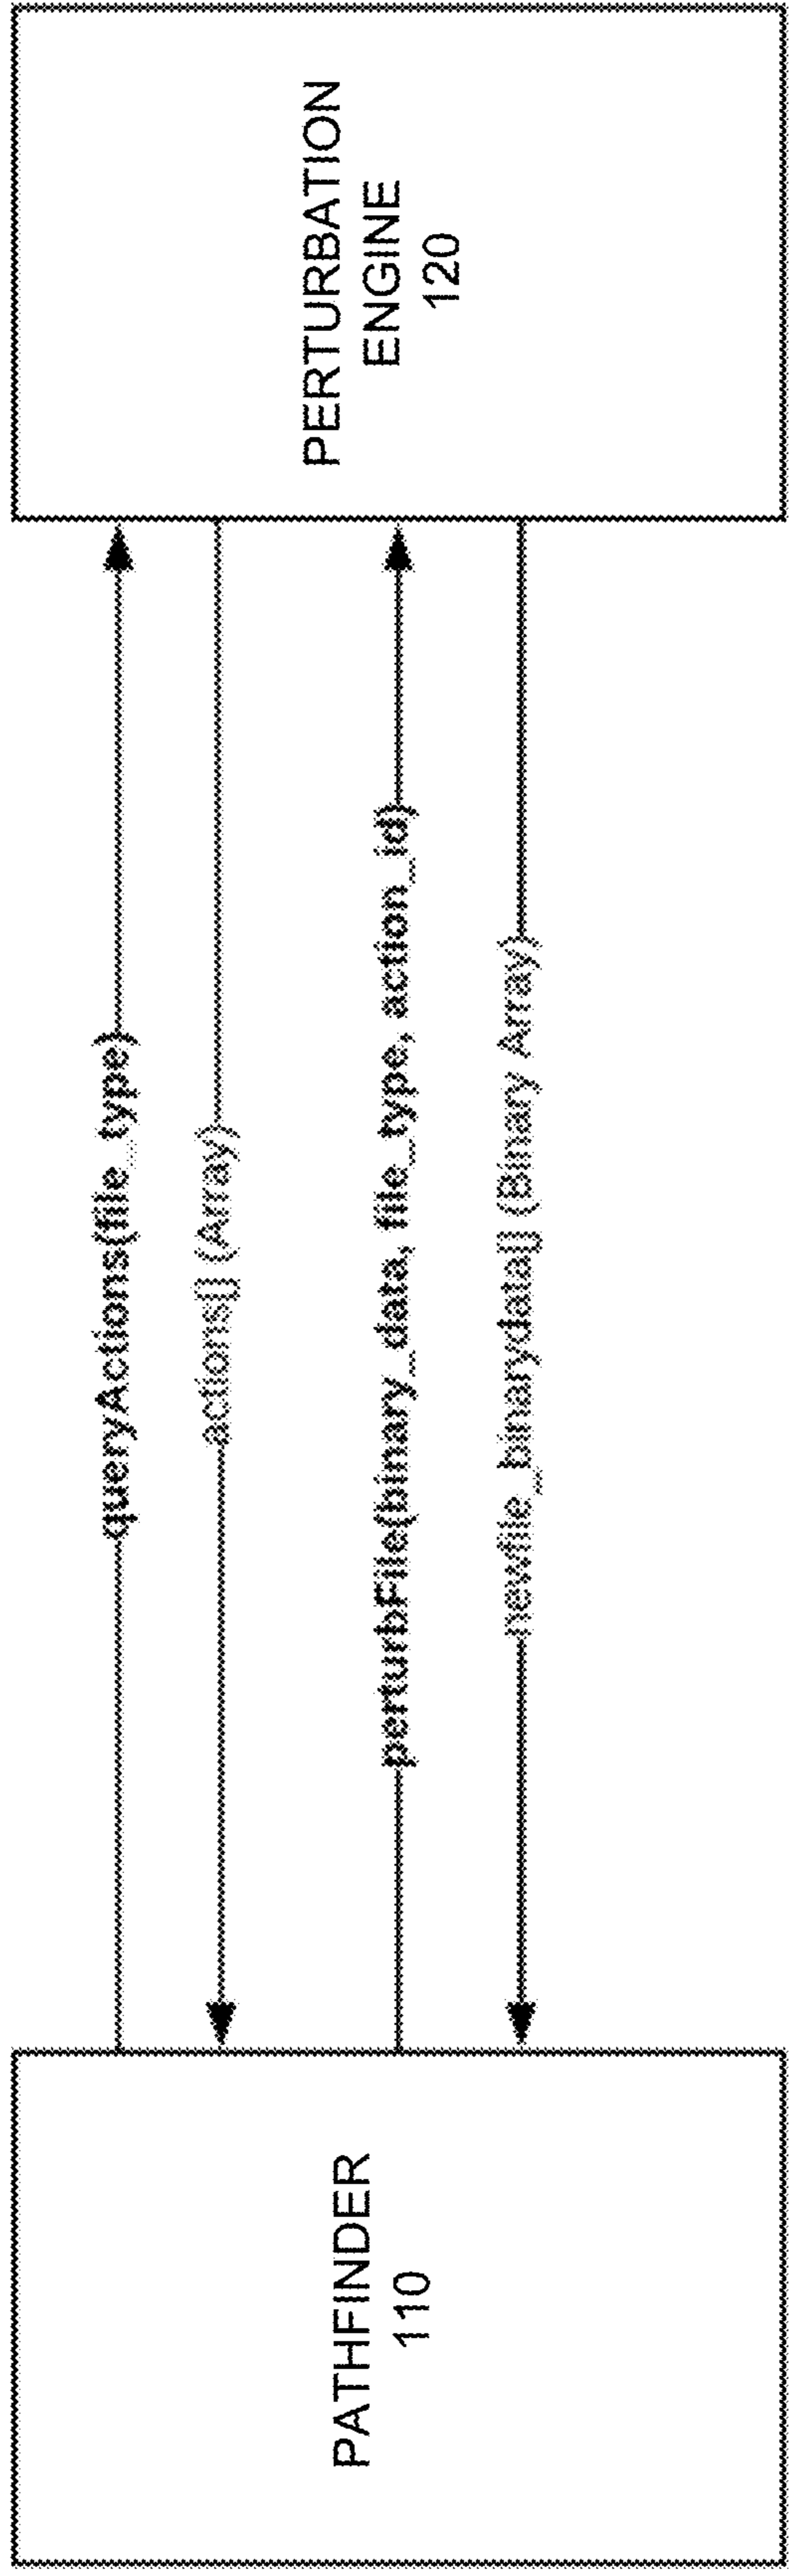 PATHFINDER
110
queryActions(file_type)
actions[] (Array)
perturbFile(binary_data, file_type, action_id)
newfile_binarydata[] (Binary Array)
PERTURBATION
ENGINE
120